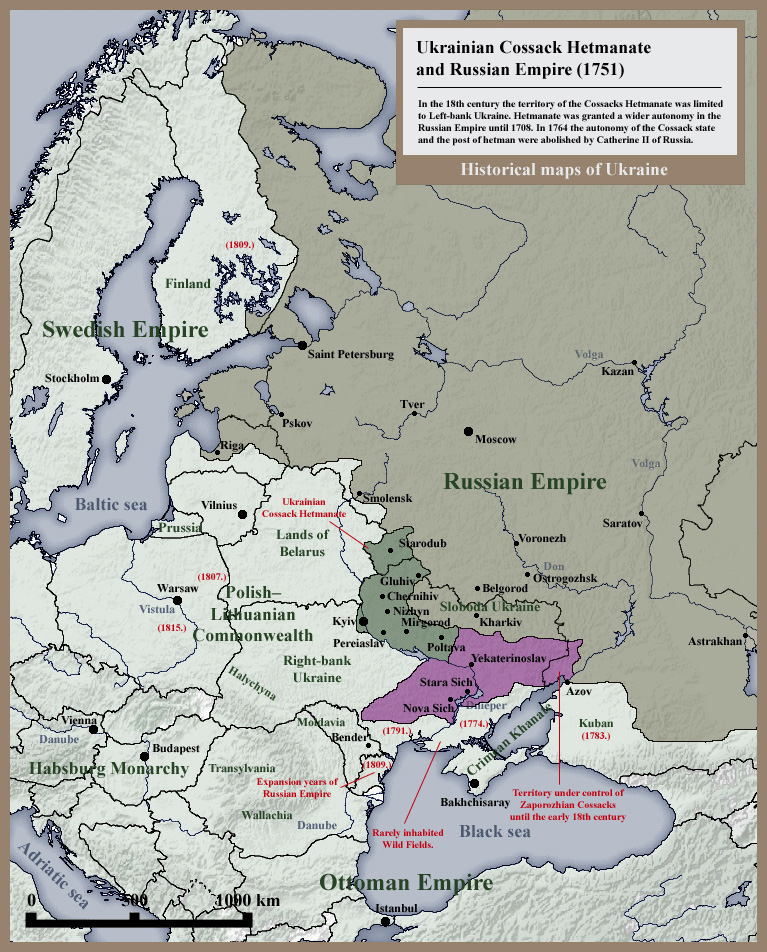 Ukrainian Cossack Hetmanate
and Russian Empire (1751)
In the 18th century the territory of the Cossacks Hetmanate was limited
to Left-bank Ukraine. Hetmanate was granted a wider autonomy in the
Russian Empire until 1708. In 1764 the autonomy of the Cossack state
and the post of hetman were abolished by Catherine II of Russia.
Historical maps of Ukraine
(1809.)
Finland
Swedish Empire
Saint Petersburg
Volga
Kazan
Stockholm
Tver
Pskov
Moscow
Riga
Volga
Russian Empire
Baltic sea
Vilnius
Smolensk
Ukrainian
Cossack Hetmanate
Prussia
Saratov
Lands of
Belarus
Starodub
Voronezh
Don
Ostrogozhsk
(1807.)
Gluhiv
Warsaw
Belgorod
Polish–
Lithuanian
Commonwealth
Chernihiv
Vistula
Nizhyn
Sloboda Ukraine
(1815.)
Kyiv
Mirgorod
Kharkiv
Pereiaslav
Poltava
Astrakhan
Right-bank
Ukraine
Yekaterinoslav
Halychyna
Stara Sich
Azov
Nova Sich
Dnieper
Vienna
Moldavia
(1791.)
(1774.)
Kuban
(1783.)
Danube
Bender
Crimean Khanate
Budapest
Habsburg Monarchy
Transylvania
(1809.)
Expansion years of
Russian Empire
Bakhchisaray
Territory under control of
Zaporozhian Cossacks
until the early 18th century
Wallachia
Danube
Rarely inhabited
Wild Fields.
Black sea
Adriatic sea
Ottoman Empire
0 500 1000 km
Istanbul